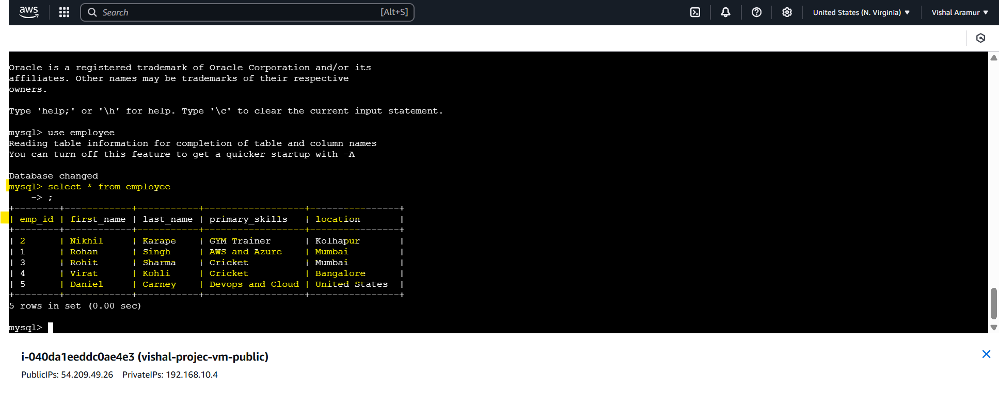 aws Search [Alt+S] United States (N. Virginia) Vishal Aramur
Oracle is a registered trademark of Oracle Corporation and/or its
affiliates. Other names may be trademarks of their respective
owners.
Type 'help;' or '\h' for help. Type '\c' to clear the current input statement.
mysql> use employee
Reading table information for completion of table and column names
You can turn off this feature to get a quicker startup with -A
Database changed
mysql> select * from employee
    -> ;
+--------+------------+-----------+------------------+----------------+
| emp_id | first_name | last_name | primary_skills   | location       |
+--------+------------+-----------+------------------+----------------+
| 2      | Nikhil     | Karape    | GYM Trainer      | Kolhapur       |
| 1      | Rohan      | Singh     | AWS and Azure    | Mumbai         |
| 3      | Rohit      | Sharma    | Cricket          | Mumbai         |
| 4      | Virat      | Kohli     | Cricket          | Bangalore      |
| 5      | Daniel     | Carney    | Devops and Cloud | United States  |
+--------+------------+-----------+------------------+----------------+
5 rows in set (0.00 sec)
mysql>
i-040da1eeddc0ae4e3 (vishal-projec-vm-public)
PublicIPs: 54.209.49.26 PrivateIPs: 192.168.10.4